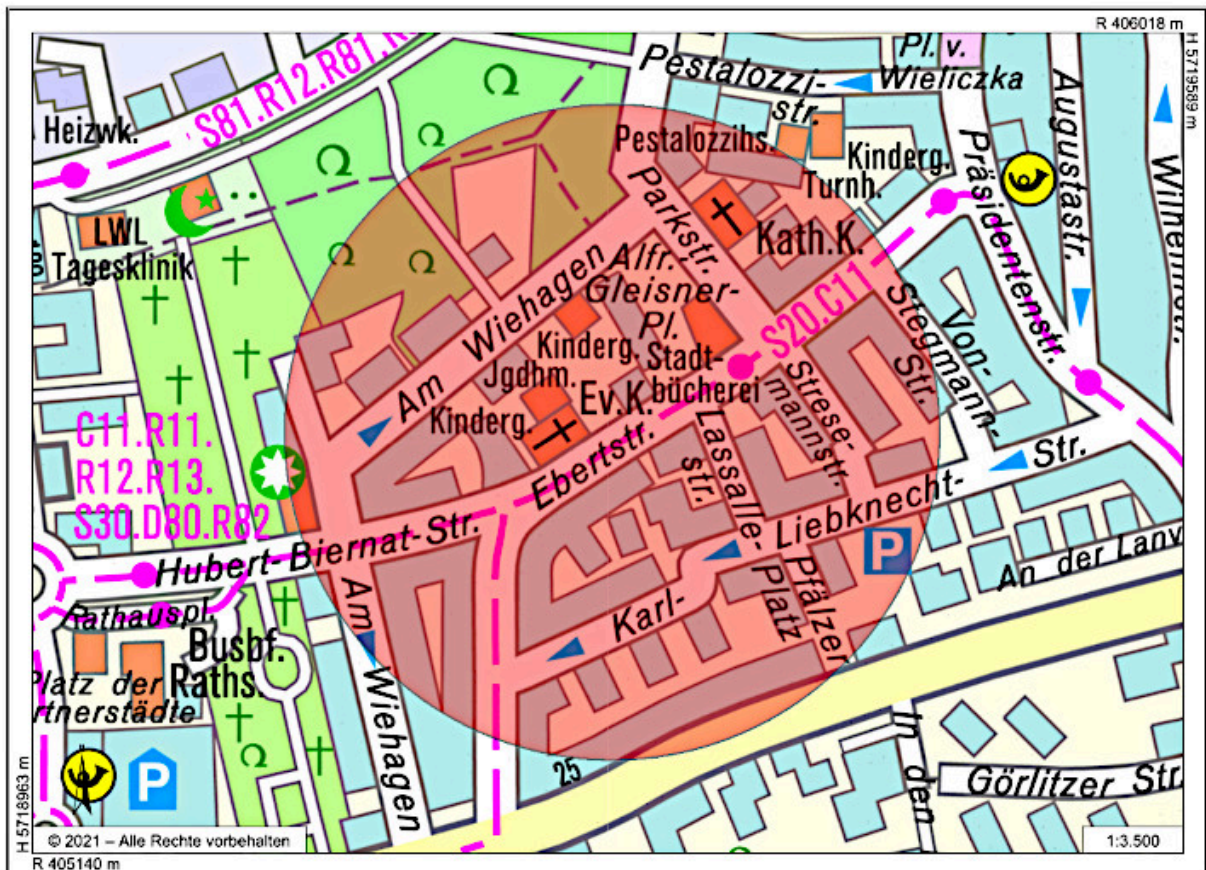 R 406018 m
H 5719589 m
Pl. v.
Wieliczka
Pestalozzi-
str.
S81.R12.R81.
Heizwk.
Pestalozzihs.
Kinderg.
Turnh.
Präsidentenstr.
Augustastr.
LWL
Tagesklinik
Parkstr.
Kath.K.
Alfr.-
Gleisner-
Pl.
Am Wiehagen
S20.C11
Stegmann-
Str.
Von-
Kinderg.
Stadt-
bücherei
Jgdhm.
Ev.K.
Kinderg.
Strese-
mannstr.
C11.R11.
R12.R13.
S30.D80.R82
Ebertstr.
Lassalle-
str.
Str.
Liebknecht-
Hubert-Biernat-Str.
P
An der
Am Wiehagen
Karl-
Platz
Pfälzer
Rathauspl.
Busbf.
Raths.
Platz der
rtnerstädte
P
25
in den
Görlitzer Str.
H 5718963 m
© 2021 – Alle Rechte vorbehalten
1:3.500
R 405140 m